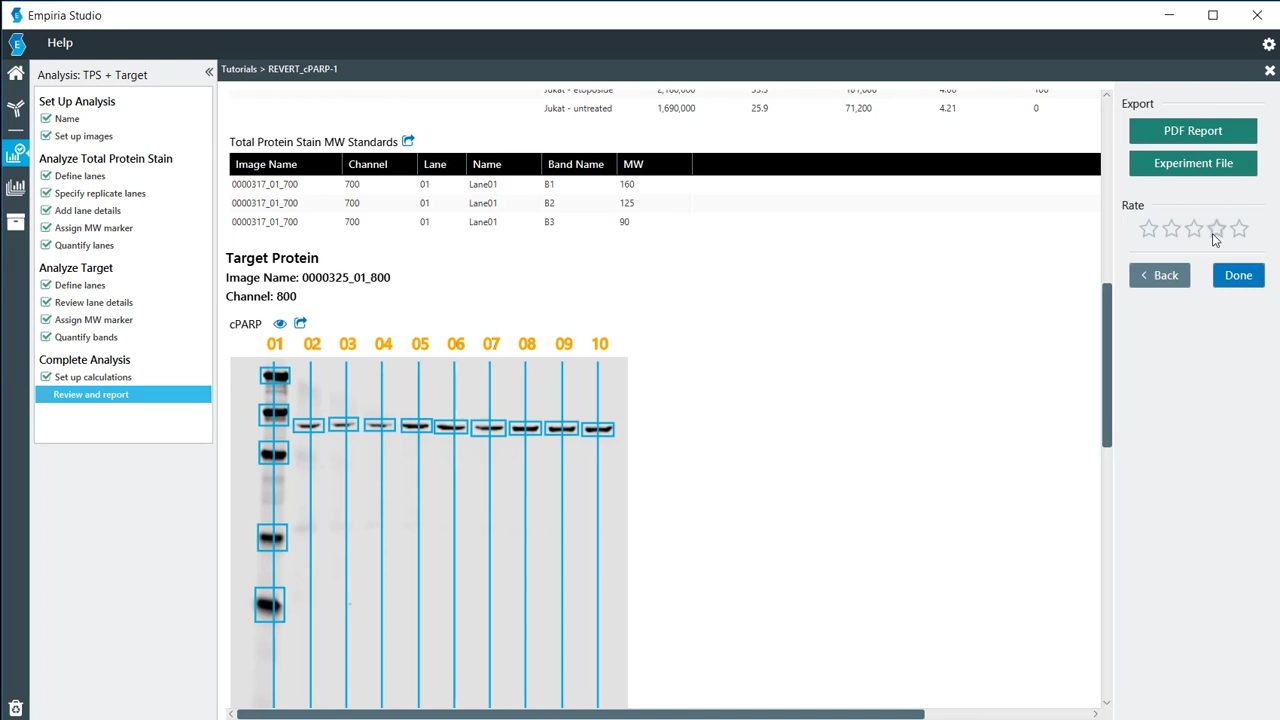 Empiria Studio
Help
Analysis: TPS + Target
Tutorials > REVERT_cPARP-1
Set Up Analysis
Name
Set up images
Analyze Total Protein Stain
Define lanes
Specify replicate lanes
Add lane details
Assign MW marker
Quantify lanes
Analyze Target
Define lanes
Review lane details
Assign MW marker
Quantify bands
Complete Analysis
Set up calculations
Review and report
Jukat - etoposide
Jukat - untreated 1,690,000 25.9 71,200 4.21 0
Total Protein Stain MW Standards
Image Name Channel Lane Name Band Name MW
0000317_01_700 700 01 Lane01 B1 160
0000317_01_700 700 01 Lane01 B2 125
0000317_01_700 700 01 Lane01 B3 90
Target Protein
Image Name: 0000325_01_800
Channel: 800
cPARP
01 02 03 04 05 06 07 08 09 10
Export
PDF Report
Experiment File
Rate
< Back
Done